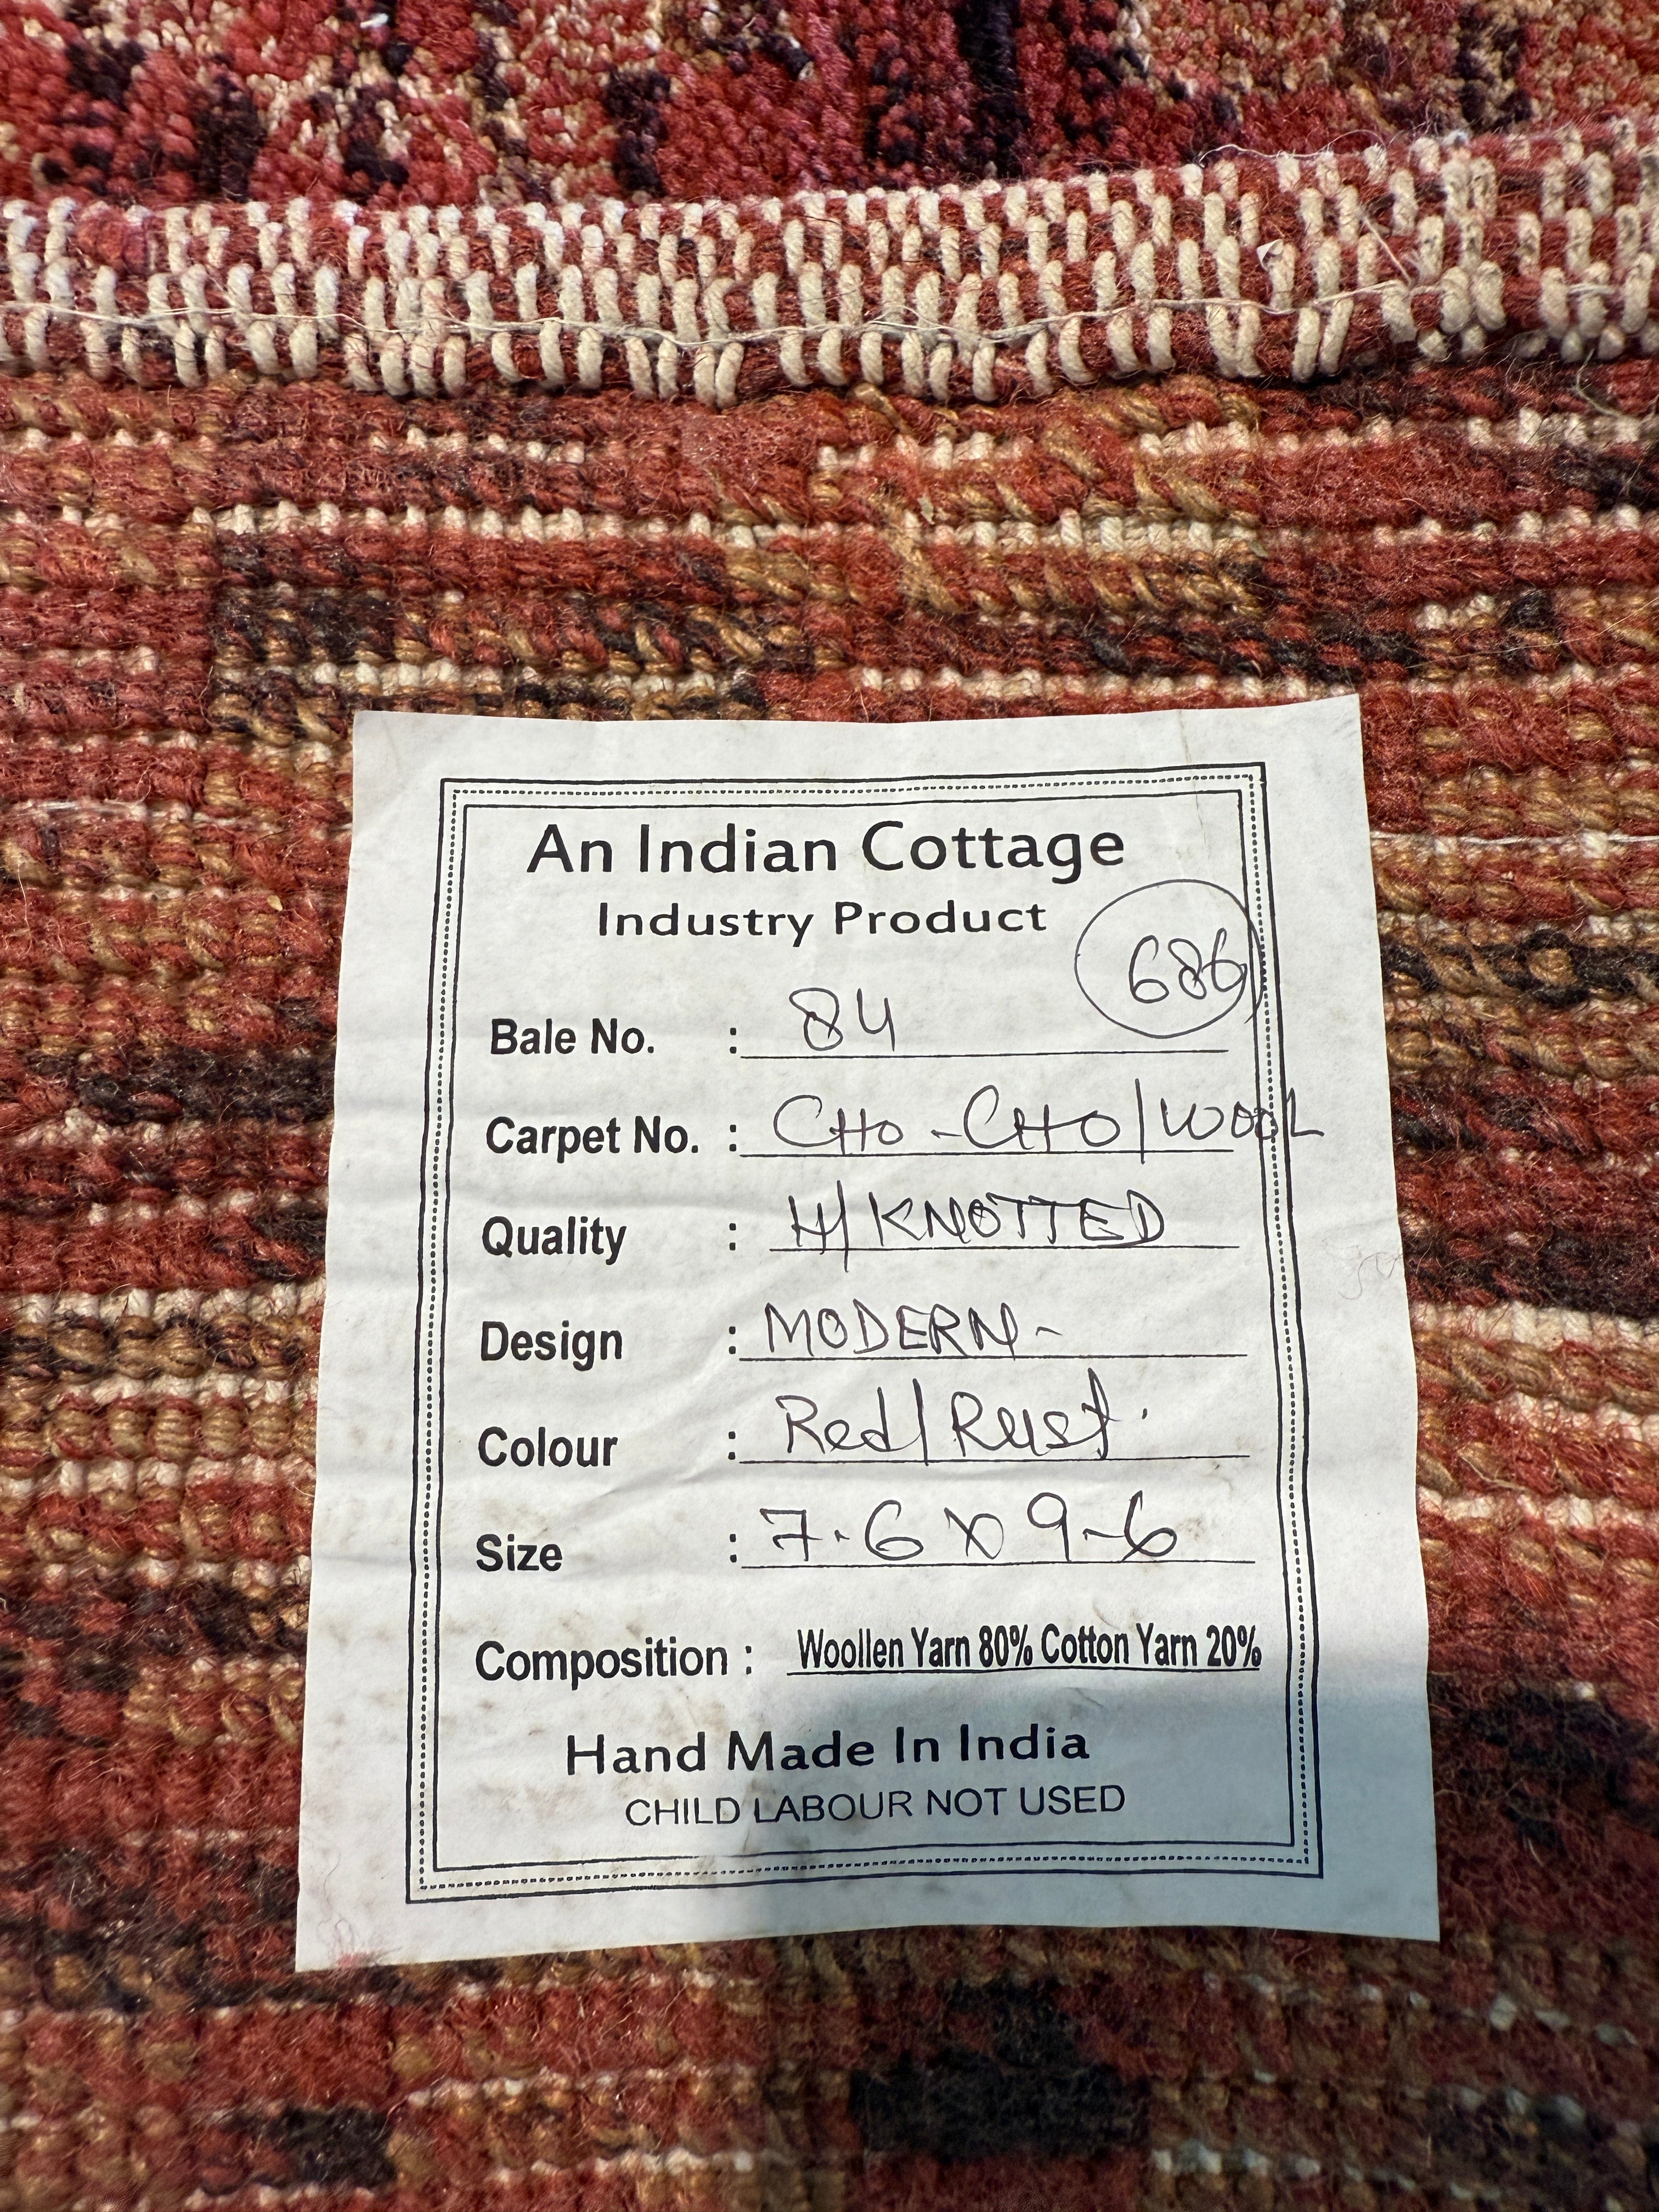 An Indian Cottage
Industry Product
686
Bale No. : 84
Carpet No. : CHO-CHO/WOOL
Quality : H/KNOTTED
Design : MODERN-
Colour : Red/Rust.
Size : 7-6 X 9-6
Composition : Woollen Yarn 80% Cotton Yarn 20%
Hand Made In India
CHILD LABOUR NOT USED